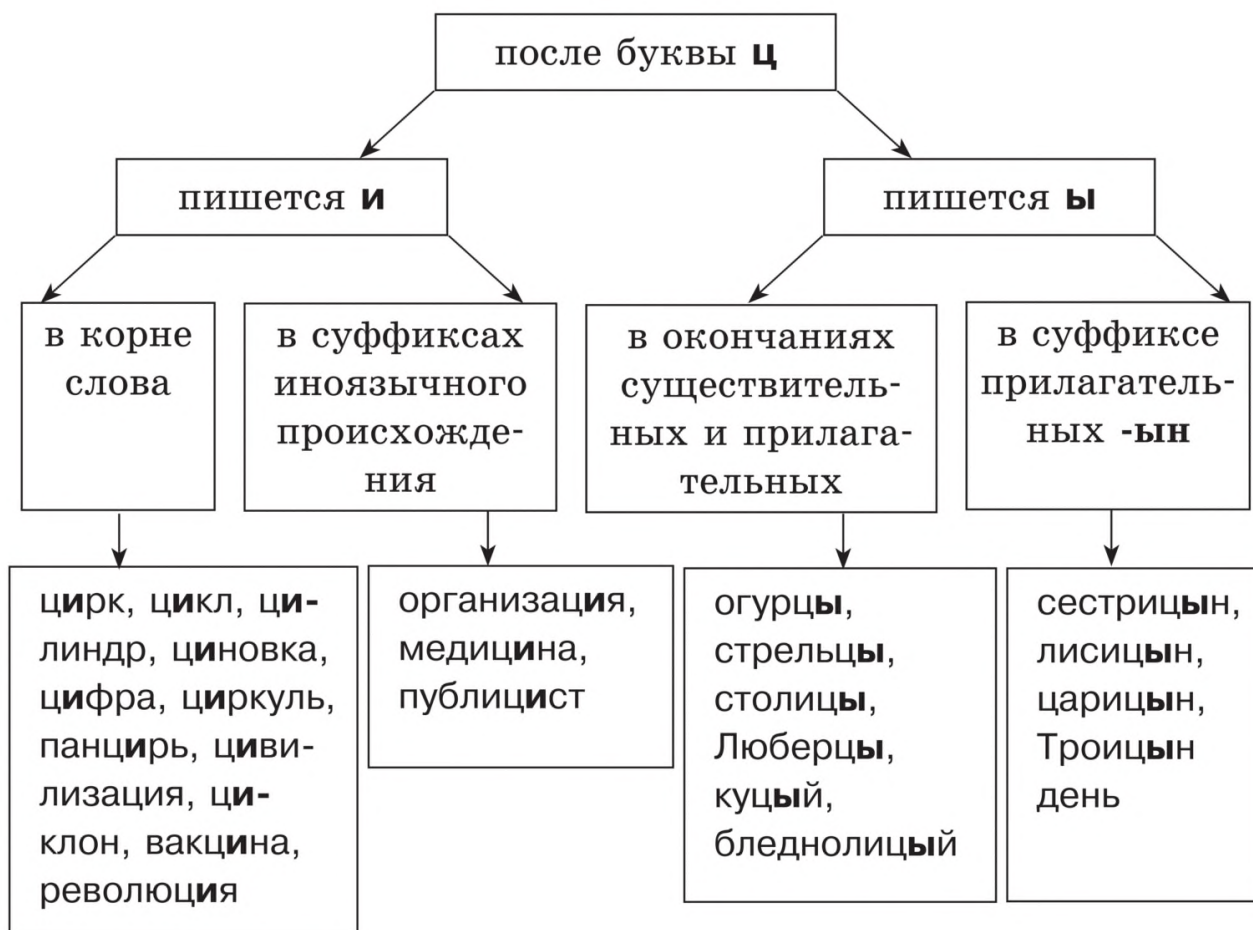 после буквы ц
пишется и
пишется ы
в корне
слова
в суффиксах
иноязычного
происхожде-
ния
в окончаниях
существитель-
ных и прилага-
тельных
в суффиксе
прилагатель-
ных -ын
цирк, цикл, ци-
линдр, циновка,
цифра, циркуль,
панцирь, циви-
лизация, ци-
клон, вакцина,
революция
организация,
медицина,
публицист
огурцы,
стрельцы,
столицы,
Люберцы,
куцый,
бледнолицый
сестрицын,
лисицын,
царицын,
Троицын
день